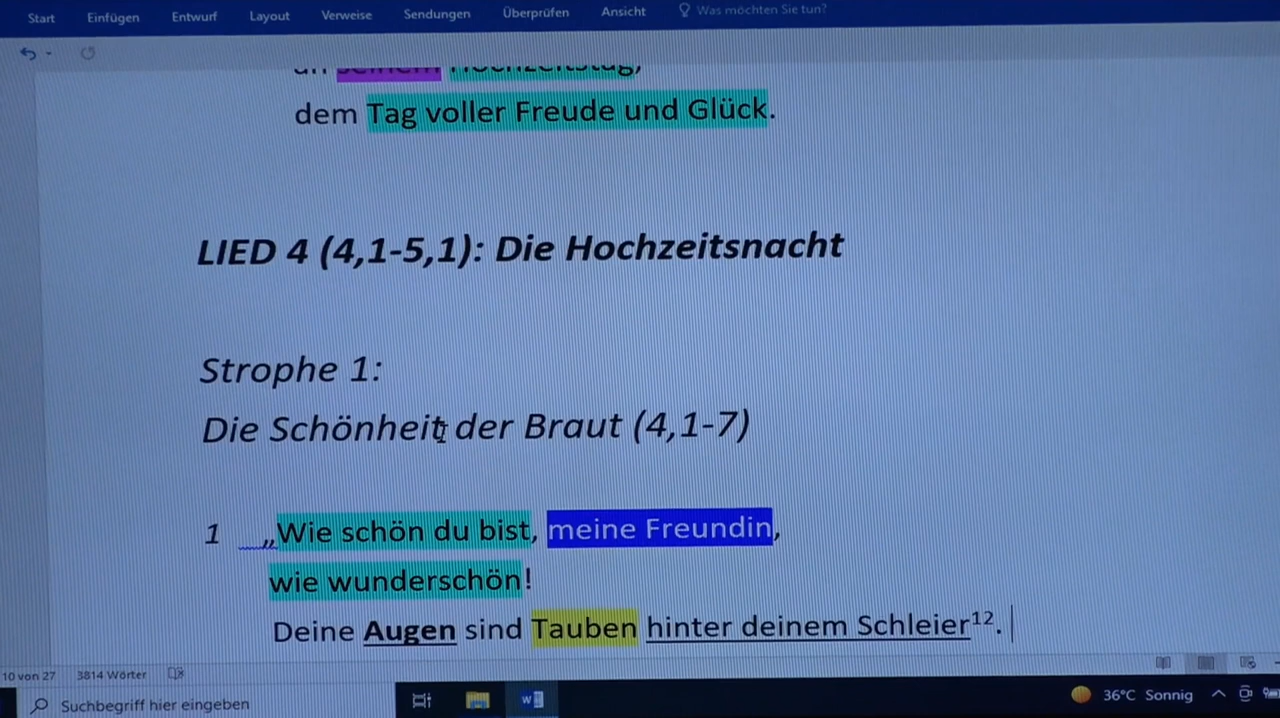 Start Einfügen Entwurf Layout Verweise Sendungen Überprüfen Ansicht Was möchten Sie tun?
an seinem Hochzeitstag,
dem Tag voller Freude und Glück.
LIED 4 (4,1-5,1): Die Hochzeitsnacht
Strophe 1:
Die Schönheit der Braut (4,1-7)
1 „Wie schön du bist, meine Freundin,
wie wunderschön!
Deine Augen sind Tauben hinter deinem Schleier¹².
10 von 27 3814 Wörter
Suchbegriff hier eingeben
36°C Sonnig